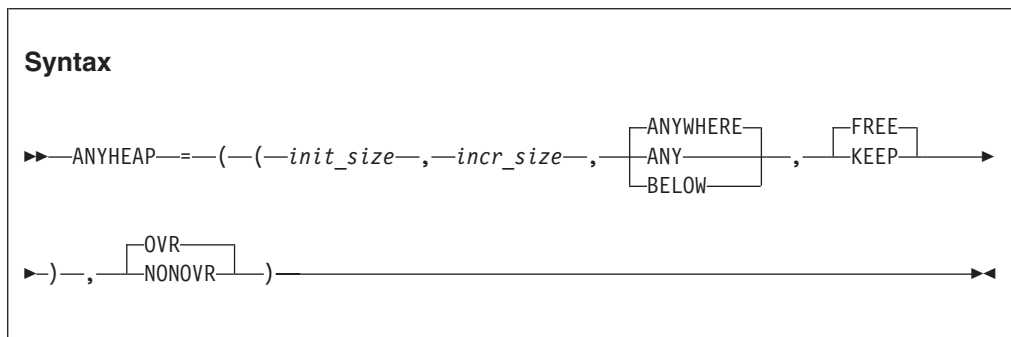 Syntax
ANYWHERE FREE
ANYHEAP = ( ( init_size , incr_size , ANY , KEEP
BELOW
OVR
) , NONOVR )